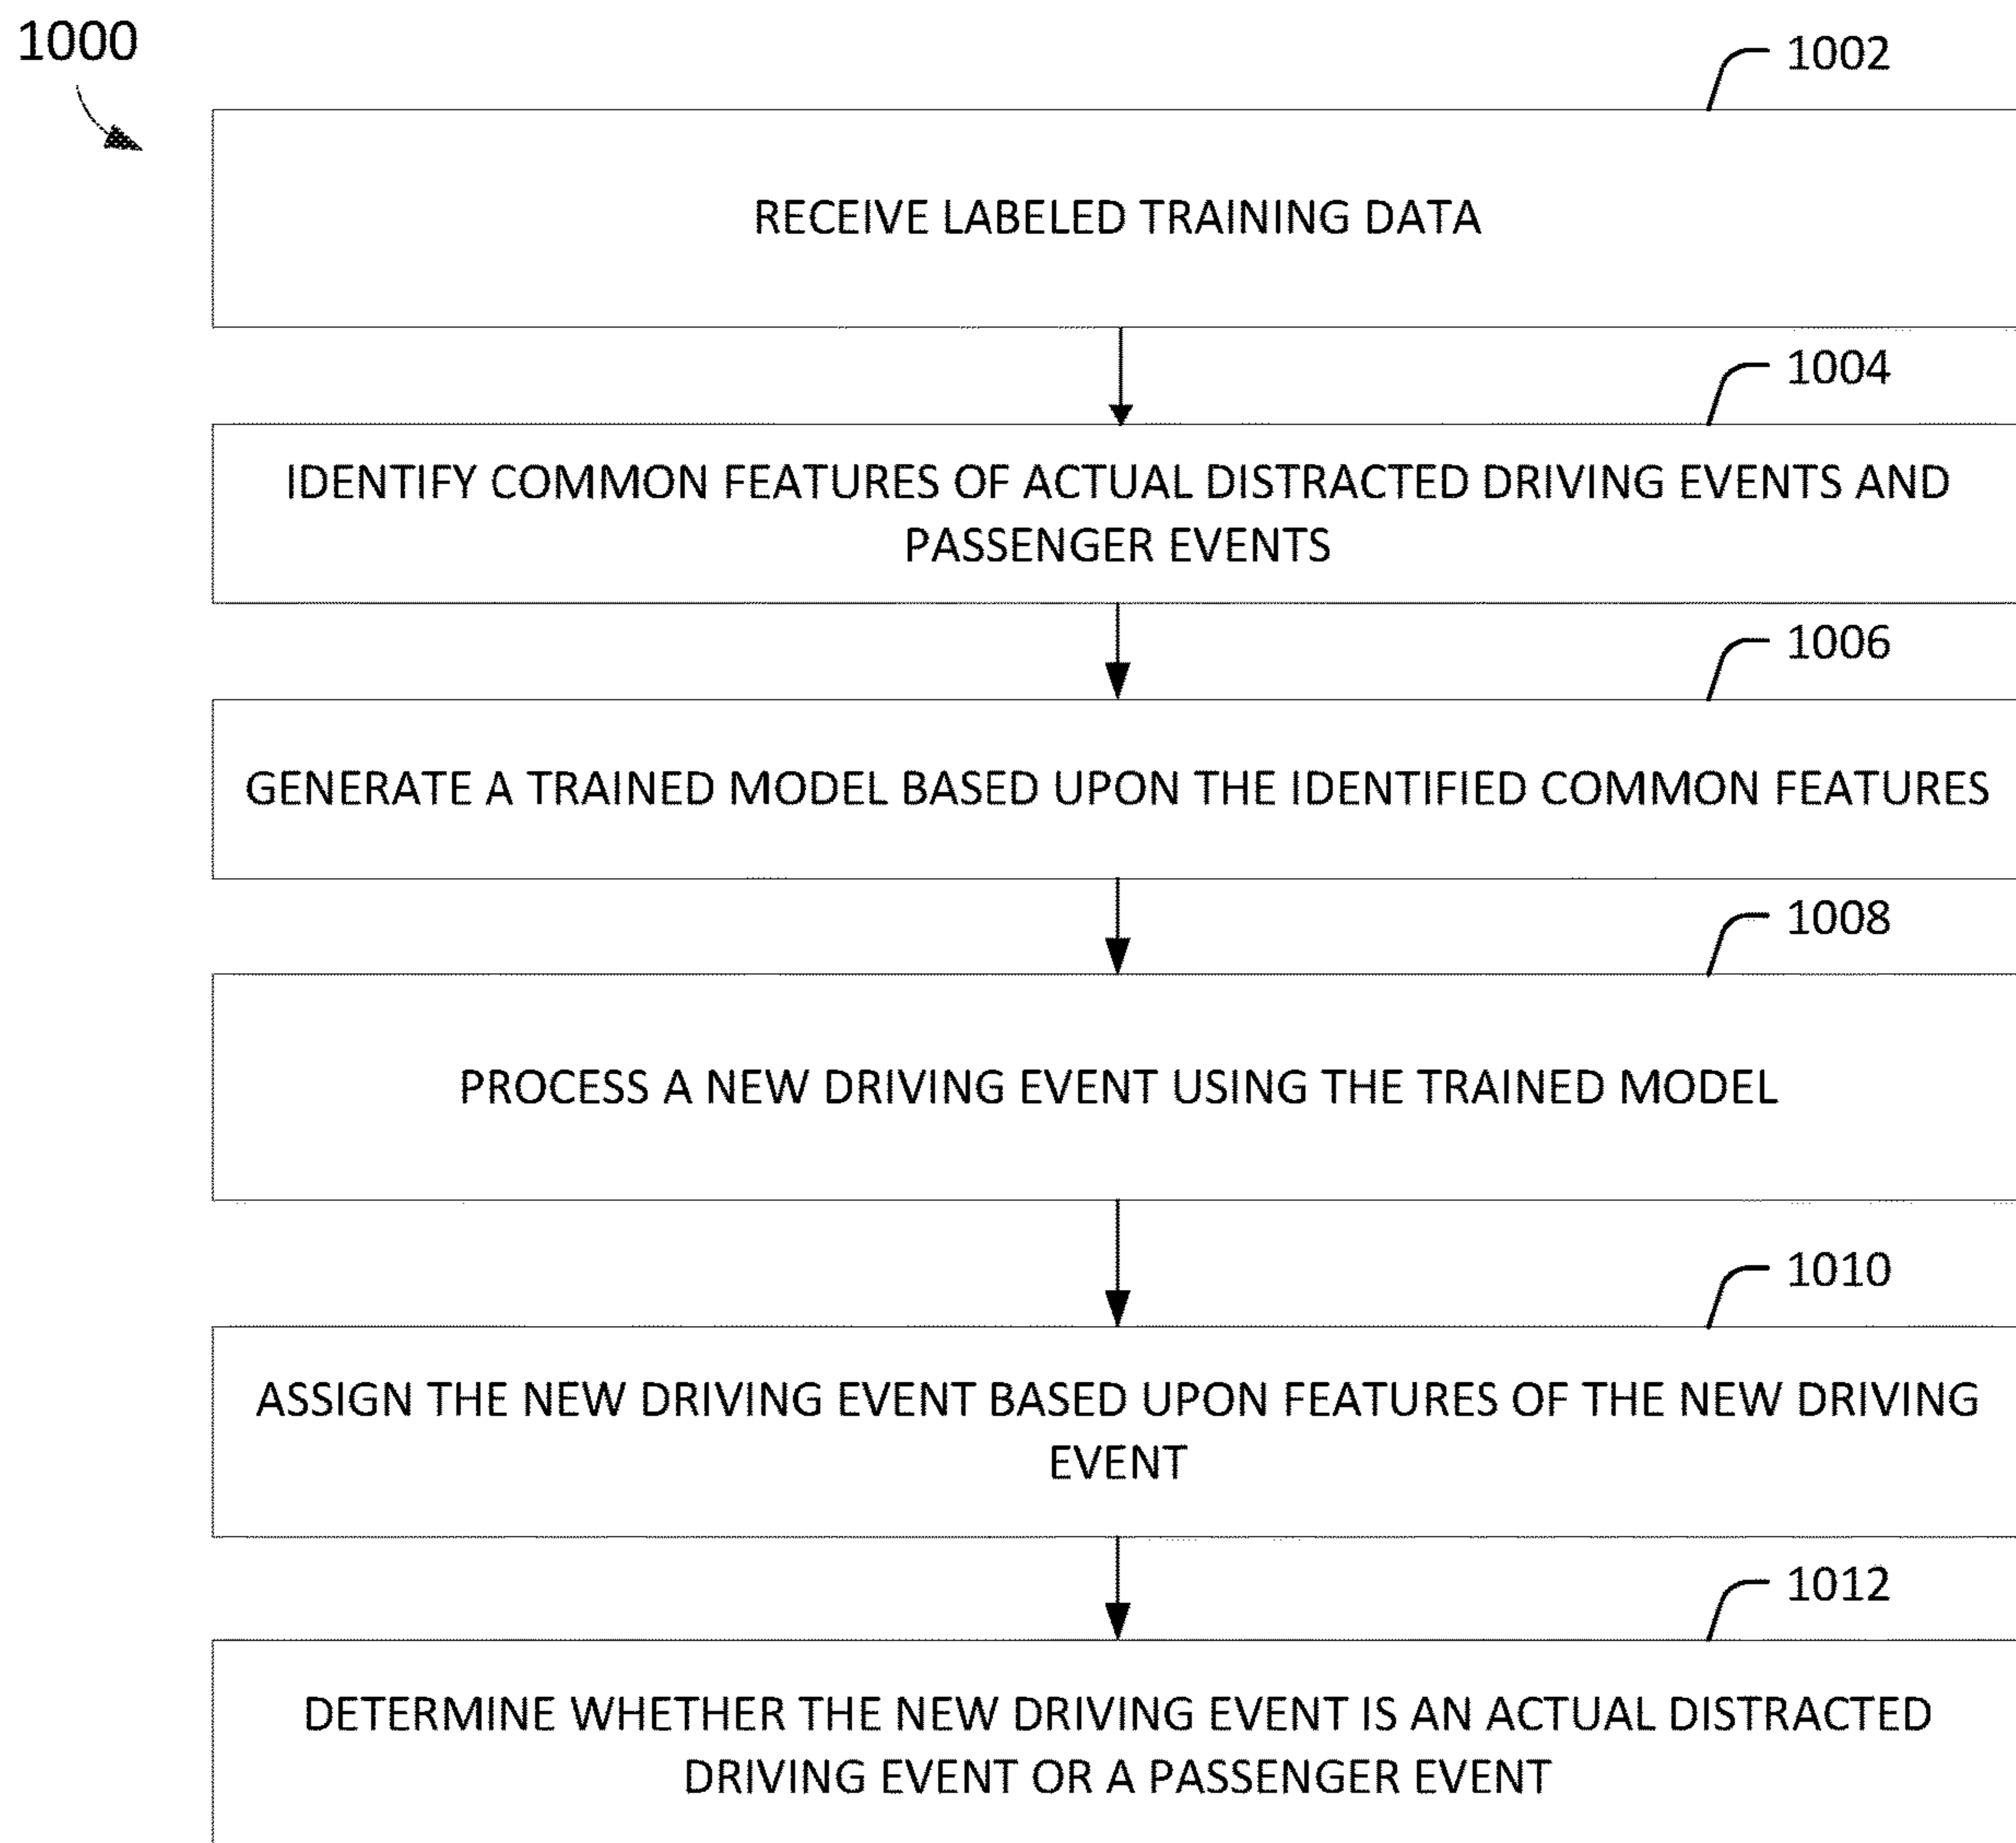 1000
1002
RECEIVE LABELED TRAINING DATA
1004
IDENTIFY COMMON FEATURES OF ACTUAL DISTRACTED DRIVING EVENTS AND
PASSENGER EVENTS
1006
GENERATE A TRAINED MODEL BASED UPON THE IDENTIFIED COMMON FEATURES
1008
PROCESS A NEW DRIVING EVENT USING THE TRAINED MODEL
1010
ASSIGN THE NEW DRIVING EVENT BASED UPON FEATURES OF THE NEW DRIVING
EVENT
1012
DETERMINE WHETHER THE NEW DRIVING EVENT IS AN ACTUAL DISTRACTED
DRIVING EVENT OR A PASSENGER EVENT